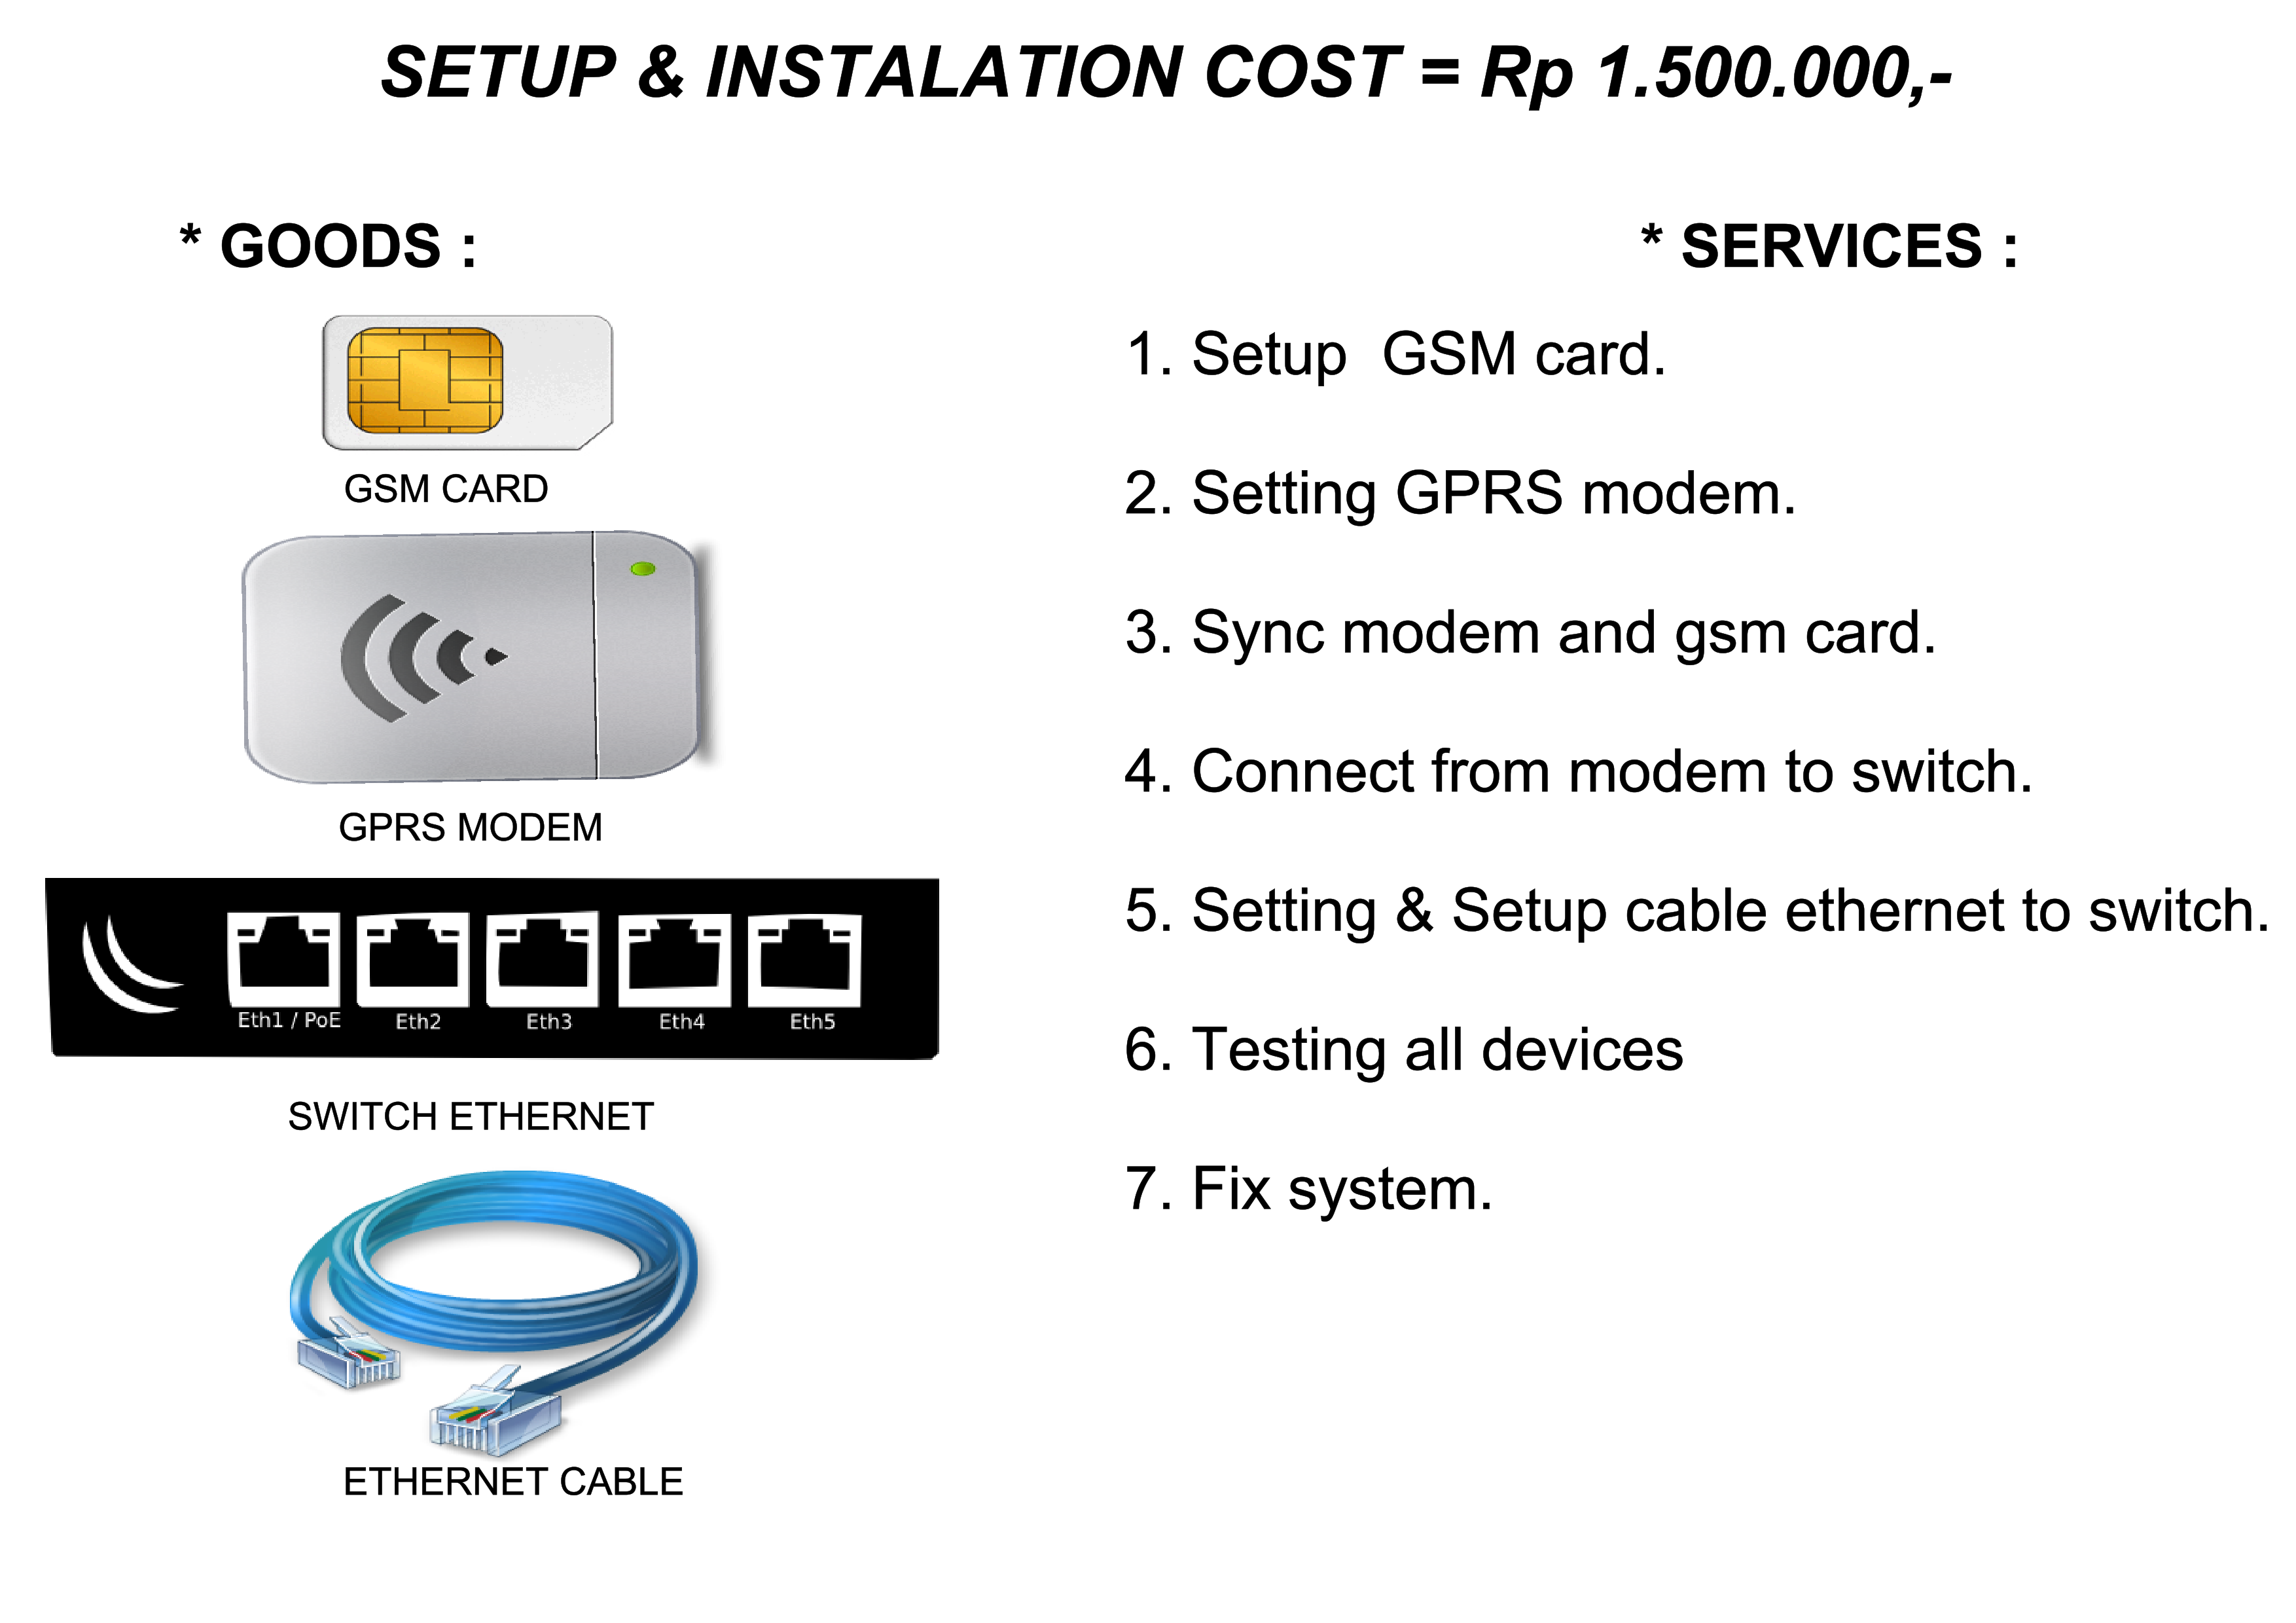 SETUP & INSTALATION COST = Rp 1.500.000,-
* GOODS :
GSM CARD
GPRS MODEM
Eth1 / PoE
Eth2
Eth3
Eth4
Eth5
SWITCH ETHERNET
ETHERNET CABLE
* SERVICES :
1. Setup  GSM card.
2. Setting GPRS modem.
3. Sync modem and gsm card.
4. Connect from modem to switch.
5. Setting & Setup cable ethernet to switch.
6. Testing all devices
7. Fix system.